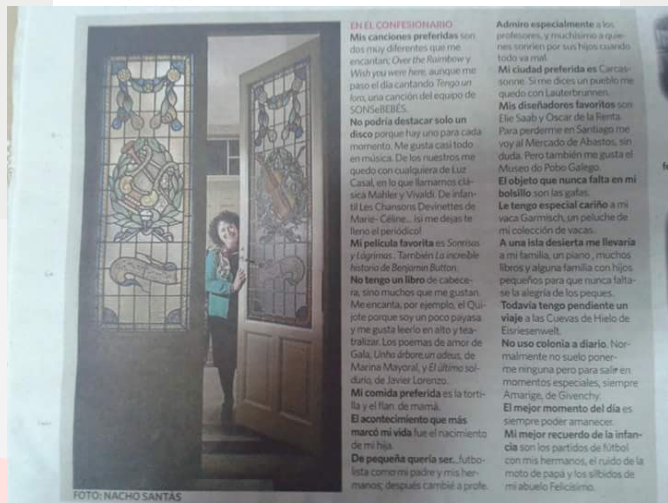 EN EL CONFESIONARIO
Mis canciones preferidas son
dos muy diferentes que me
encantan; Over the Rainbow y
Wish you were here, aunque me
paso el día cantando Tengo un
loro, una canción del equipo de
SONSeBEBÉS.
No podría destacar solo un
disco porque hay uno para cada
momento. Me gusta casi todo
en música. De los nuestros me
quedo con cualquiera de Luz
Casal, en lo que llamamos clá-
sica Mahler y Vivaldi. De infan-
til Les Chansons Devinettes de
Marie- Céline... ¡si me dejas te
lleno el periódico!
Mi película favorita es Sonrisas
y Lágrimas. También La increíble
historia de Benjamin Button.
No tengo un libro de cabece-
ra, sino muchos que me gustan.
Me encanta, por ejemplo, el Qui-
jote porque soy un poco payasa
y me gusta leerlo en alto y tea-
tralizar. Los poemas de amor de
Gala, Unha árbore, un adeus, de
Marina Mayoral, y El último sol-
durio, de Javier Lorenzo.
Mi comida preferida es la torti-
lla y el flan de mamá.
El acontecimiento que más
marcó mi vida fue el nacimiento
de mi hija.
De pequeña quería ser...futbo-
lista como mi padre y mis her-
manos; después cambié a profe.
Admiro especialmente a los
profesores, y muchísimo a quie-
nes sonríen por sus hijos cuando
todo va mal.
Mi ciudad preferida es Carcas-
sonne. Si me dices un pueblo me
quedo con Lauterbrunnen.
Mis diseñadores favoritos son
Elie Saab y Oscar de la Renta.
Para perderme en Santiago me
voy al Mercado de Abastos, sin
duda. Pero también me gusta el
Museo do Pobo Galego.
El objeto que nunca falta en mi
bolsillo son las gafas.
Le tengo especial cariño a mi
vaca Garmisch, un peluche de
mi colección de vacas.
A una isla desierta me llevaría
a mi familia, un piano, muchos
libros y alguna familia con hijos
pequeños para que nunca falta-
se la alegría de los peques.
Todavía tengo pendiente un
viaje a las Cuevas de Hielo de
Eisriesenwelt.
No uso colonia a diario. Nor-
malmente no suelo poner-
me ninguna pero para salir en
momentos especiales, siempre
Amarige, de Givenchy.
El mejor momento del día es
siempre poder amanecer.
Mi mejor recuerdo de la infan-
cia son los partidos de fútbol
con mis hermanos, el ruido de la
moto de papá y los silbidos de
mi abuelo Felicísimo.
FOTO: NACHO SANTÁS